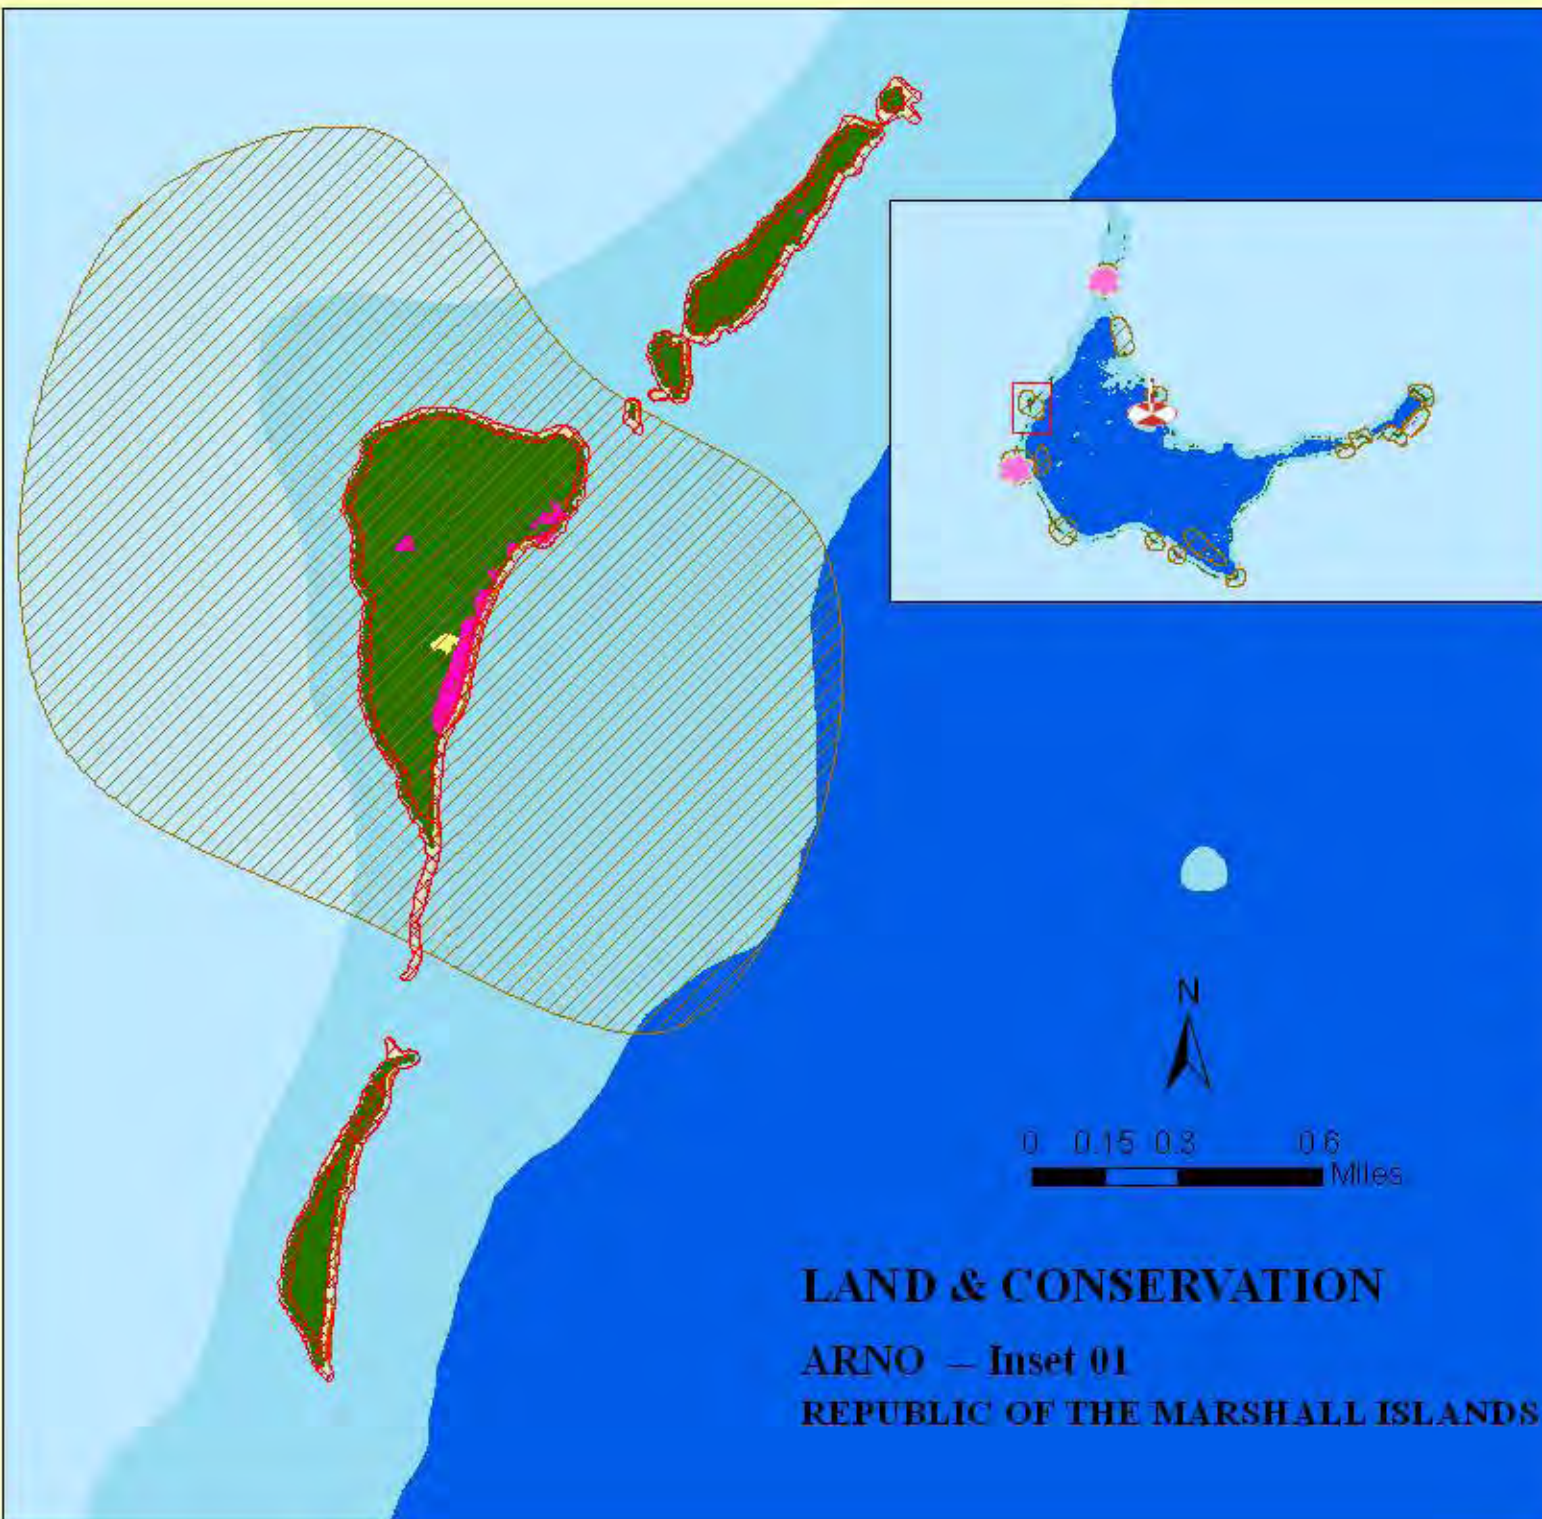 N
0 0.15 0.3 0.6
Miles
LAND & CONSERVATION
ARNO – Inset 01
REPUBLIC OF THE MARSHALL ISLANDS